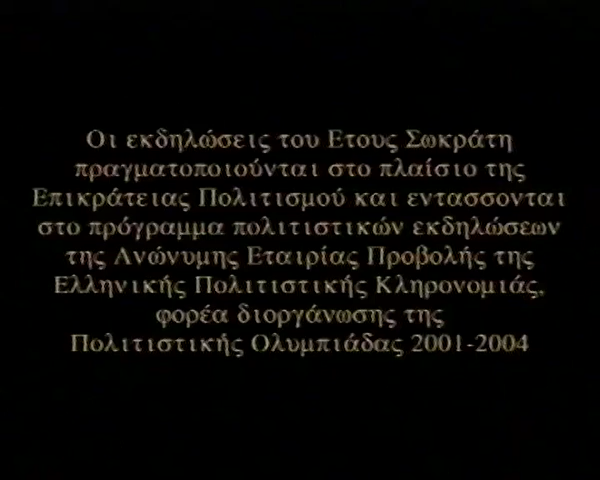 Οι εκδηλώσεις του Ετους Σωκράτη
πραγματοποιούνται στο πλαίσιο της
Επικράτειας Πολιτισμού και εντασσονται
στο πρόγραμμα πολιτιστικών εκδηλώσεων
της Ανώνυμης Εταιρίας Προβολής της
Ελληνικής Πολιτιστικής Κληρονομιάς,
φορέα διοργάνωσης της
Πολιτιστικής Ολυμπιάδας 2001-2004